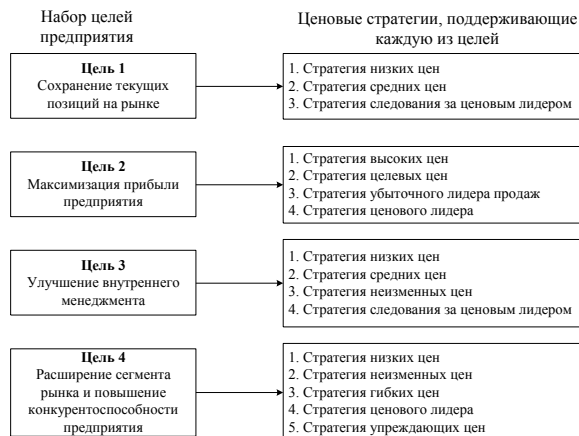 Набор целей
предприятия
Ценовые стратегии, поддерживающие
каждую из целей
Цель 1
Сохранение текущих
позиций на рынке
1. Стратегия низких цен
2. Стратегия средних цен
3. Стратегия следования за ценовым лидером
Цель 2
Максимизация прибыли
предприятия
1. Стратегия высоких цен
2. Стратегия целевых цен
3. Стратегия убыточного лидера продаж
4. Стратегия ценового лидера
Цель 3
Улучшение внутреннего
менеджмента
1. Стратегия низких цен
2. Стратегия средних цен
3. Стратегия неизменных цен
4. Стратегия следования за ценовым лидером
Цель 4
Расширение сегмента
рынка и повышение
конкурентоспособности
предприятия
1. Стратегия низких цен
2. Стратегия неизменных цен
3. Стратегия гибких цен
4. Стратегия ценового лидера
5. Стратегия упреждающих цен